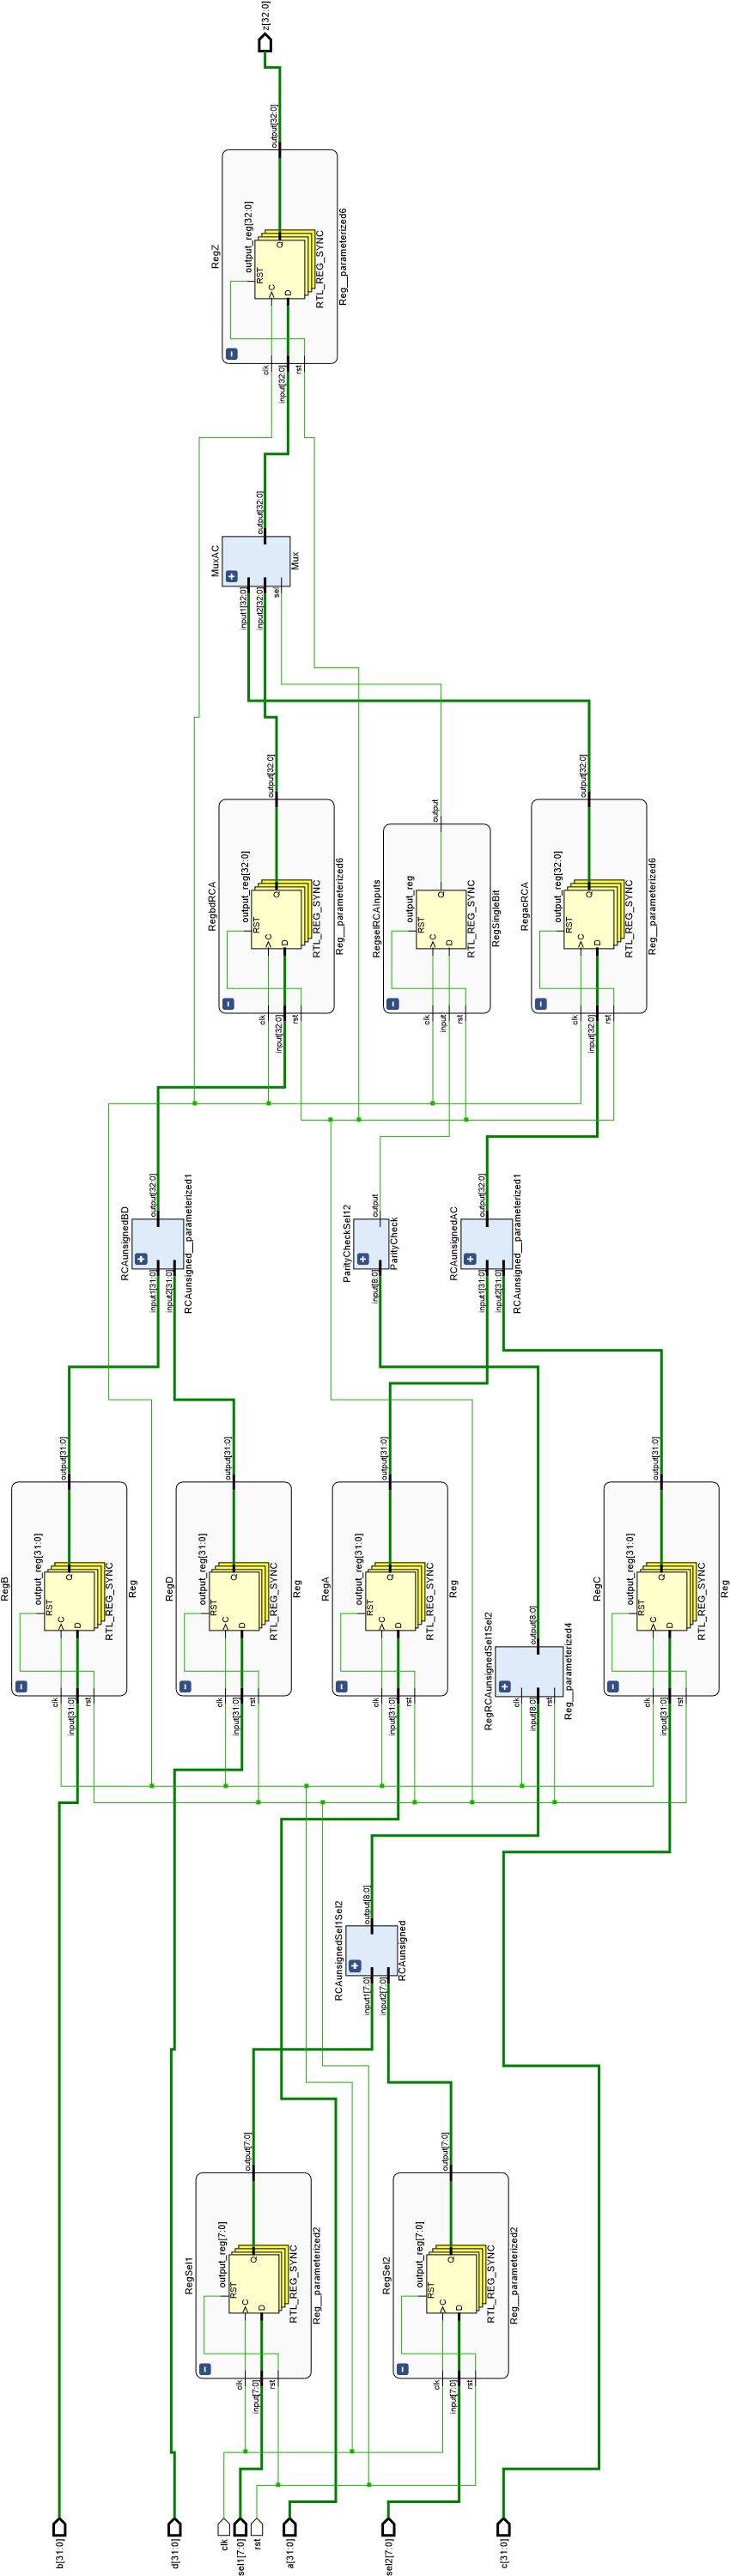 z[32:0]
output[32:0]
RegZ
output_reg[32:0]
RST
C
D
Q
RTL_REG_SYNC
Reg__parameterized6
clk
input[32:0]
rst
output[32:0]
MuxAC
Mux
input1[32:0]
input2[32:0]
sel
output[32:0]
RegbdRCA
output_reg[32:0]
RST
C
D
Q
RTL_REG_SYNC
Reg__parameterized6
clk
input[32:0]
rst
output
RegselRCAInputs
output_reg
RST
C
D
Q
RTL_REG_SYNC
RegSingleBit
clk
input
rst
output[32:0]
RegacRCA
output_reg[32:0]
RST
C
D
Q
RTL_REG_SYNC
Reg__parameterized6
clk
input[32:0]
rst
output[32:0]
RCAunsignedBD
RCAunsigned__parameterized1
input1[31:0]
input2[31:0]
output
ParityCheckSel12
ParityCheck
input[8:0]
output[32:0]
RCAunsignedAC
RCAunsigned__parameterized1
input1[31:0]
input2[31:0]
output[31:0]
RegB
output_reg[31:0]
RST
C
D
Q
RTL_REG_SYNC
Reg
clk
input[31:0]
rst
output[31:0]
RegD
output_reg[31:0]
RST
C
D
Q
RTL_REG_SYNC
Reg
clk
input[31:0]
rst
output[31:0]
RegA
output_reg[31:0]
RST
C
D
Q
RTL_REG_SYNC
Reg
clk
input[31:0]
rst
output[8:0]
RegRCAunsignedSel1Sel2
Reg__parameterized4
clk
input[8:0]
rst
output[31:0]
RegC
output_reg[31:0]
RST
C
D
Q
RTL_REG_SYNC
Reg
clk
input[31:0]
rst
output[8:0]
RCAunsignedSel1Sel2
RCAunsigned
input1[7:0]
input2[7:0]
output[7:0]
RegSel1
output_reg[7:0]
RST
C
D
Q
RTL_REG_SYNC
Reg__parameterized2
clk
input[7:0]
rst
output[7:0]
RegSel2
output_reg[7:0]
RST
C
D
Q
RTL_REG_SYNC
Reg__parameterized2
clk
input[7:0]
rst
b[31:0]
d[31:0]
clk
sel1[7:0]
rst
a[31:0]
sel2[7:0]
c[31:0]